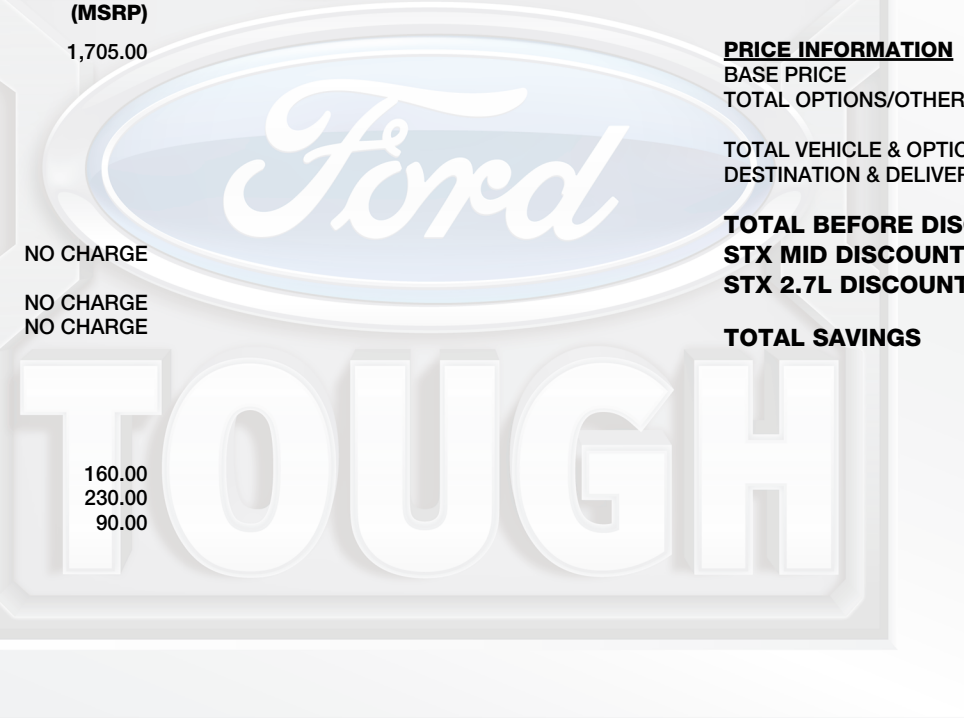 (MSRP)
1,705.00
NO CHARGE
NO CHARGE
NO CHARGE
160.00
230.00
90.00
PRICE INFORMATION
BASE PRICE
TOTAL OPTIONS/OTHER
TOTAL VEHICLE & OPTIO
DESTINATION & DELIVER
TOTAL BEFORE DIS
STX MID DISCOUNT
STX 2.7L DISCOUNT
TOTAL SAVINGS
Ford
TOUGH